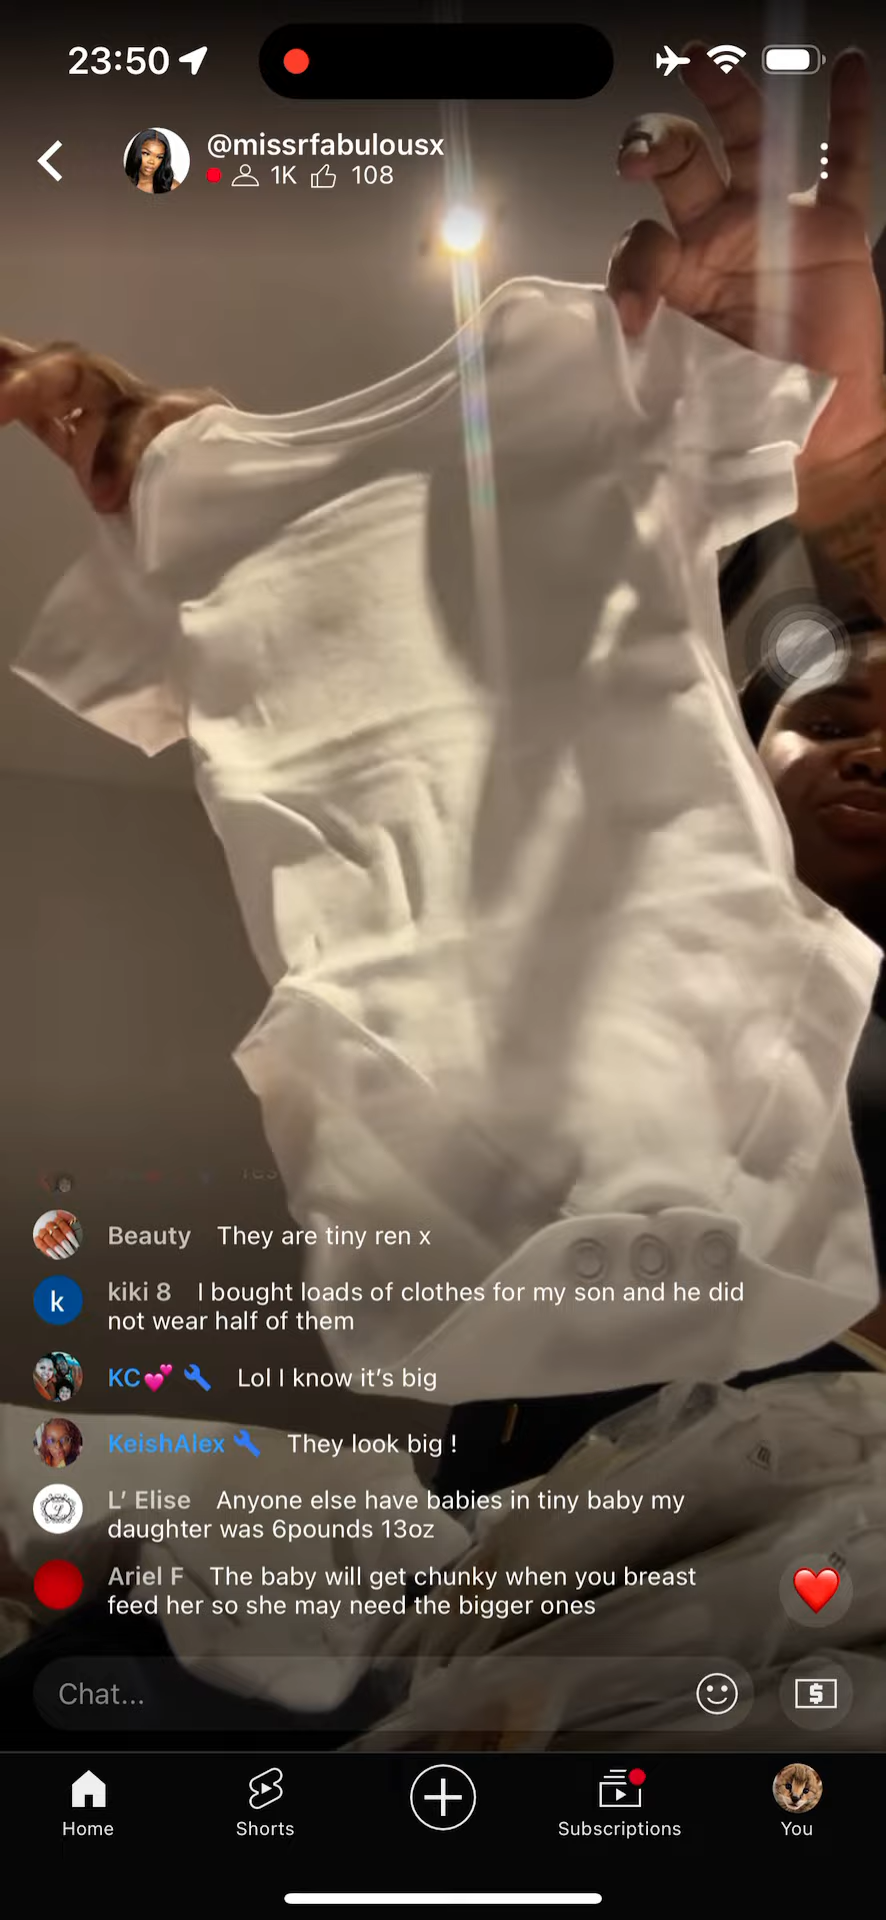 23:50
@missrfabulousx
1K 108
Beauty They are tiny ren x
kiki 8 I bought loads of clothes for my son and he did
not wear half of them
k
KC💕 Lol I know it’s big
KeishAlex They look big !
L’ Elise Anyone else have babies in tiny baby my
daughter was 6pounds 13oz
Ariel F The baby will get chunky when you breast
feed her so she may need the bigger ones
Chat...
Home Shorts Subscriptions You